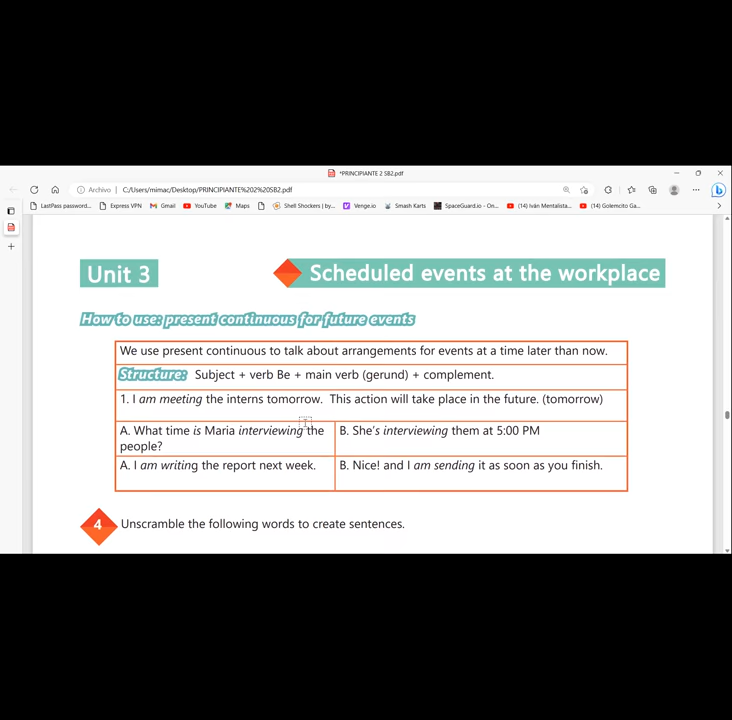 *PRINCIPIANTE 2 SB2.pdf
Archivo | C:/Users/mimac/Desktop/PRINCIPIANTE%202%20SB2.pdf
LastPass password... Express VPN Gmail YouTube Maps Shell Shockers | by... Venge.io Smash Karts SpaceGuard.io - On... (14) Iván Mentalista... (14) Golemcito Ga...
Unit 3
Scheduled events at the workplace
How to use: present continuous for future events
We use present continuous to talk about arrangements for events at a time later than now.
Structure: Subject + verb Be + main verb (gerund) + complement.
1. I am meeting the interns tomorrow. This action will take place in the future. (tomorrow)
A. What time is Maria interviewing the
people?
B. She's interviewing them at 5:00 PM
A. I am writing the report next week.
B. Nice! and I am sending it as soon as you finish.
4 Unscramble the following words to create sentences.